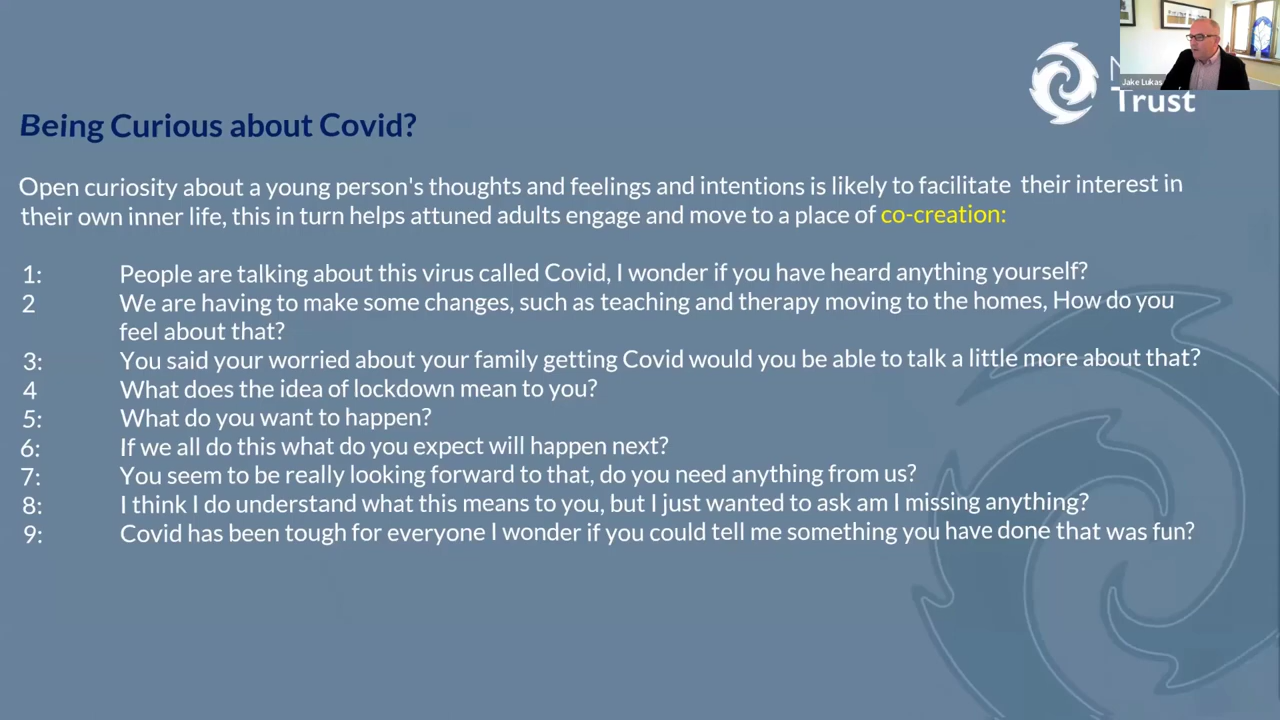 Jake Lukas
Trust
Being Curious about Covid?
Open curiosity about a young person's thoughts and feelings and intentions is likely to facilitate their interest in
their own inner life, this in turn helps attuned adults engage and move to a place of co-creation:
1: People are talking about this virus called Covid, I wonder if you have heard anything yourself?
2 We are having to make some changes, such as teaching and therapy moving to the homes, How do you
feel about that?
3: You said your worried about your family getting Covid would you be able to talk a little more about that?
4 What does the idea of lockdown mean to you?
5: What do you want to happen?
6: If we all do this what do you expect will happen next?
7: You seem to be really looking forward to that, do you need anything from us?
8: I think I do understand what this means to you, but I just wanted to ask am I missing anything?
9: Covid has been tough for everyone I wonder if you could tell me something you have done that was fun?